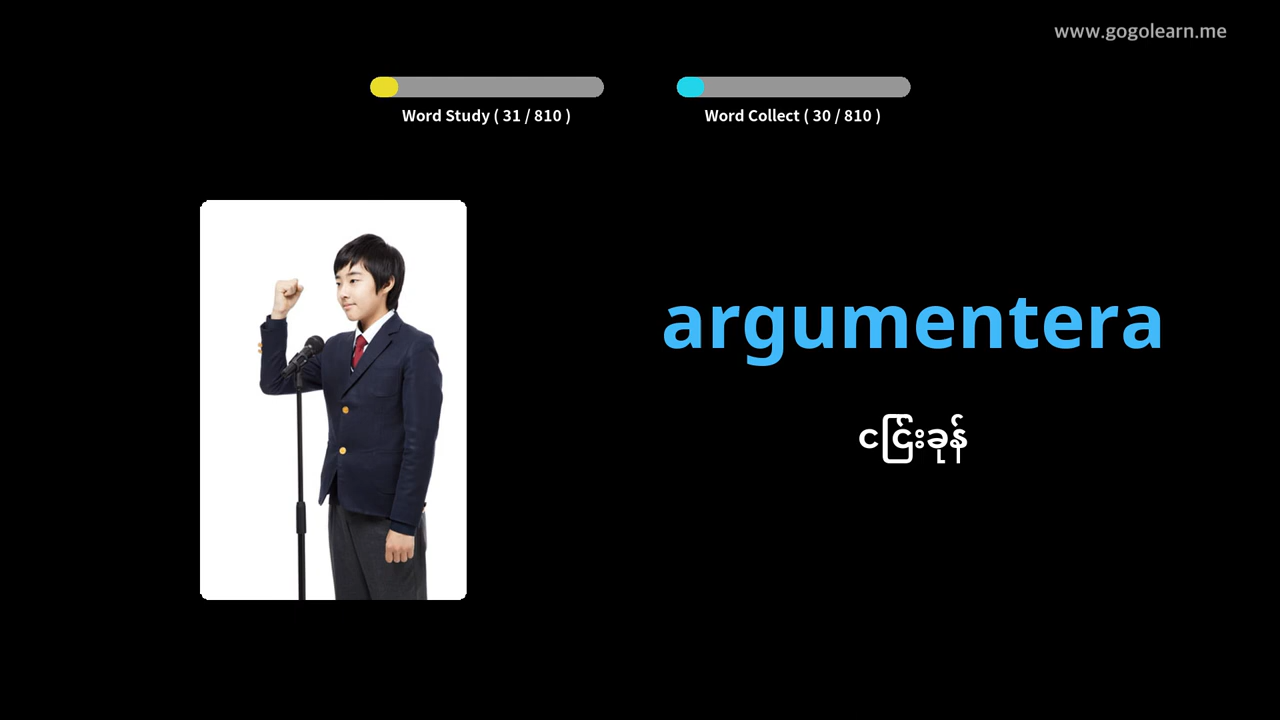 www.gogolearn.me
Word Study ( 31 / 810 )
Word Collect ( 30 / 810 )
argumentera
ငငြ်းခုန်